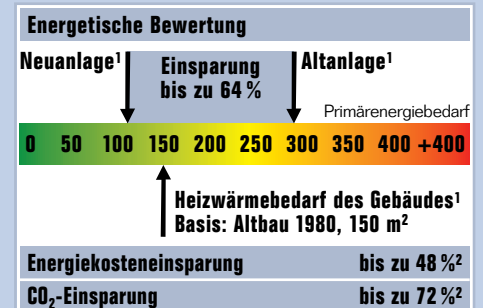 Energetische Bewertung
Neuanlage¹ Einsparung Altanlage¹
bis zu 64 %
Primärenergiebedarf
0 50 100 150 200 250 300 350 400 +400
Heizwärmebedarf des Gebäudes¹
Basis: Altbau 1980, 150 m²
Energiekosteneinsparung bis zu 48 %²
CO₂-Einsparung bis zu 72 %²